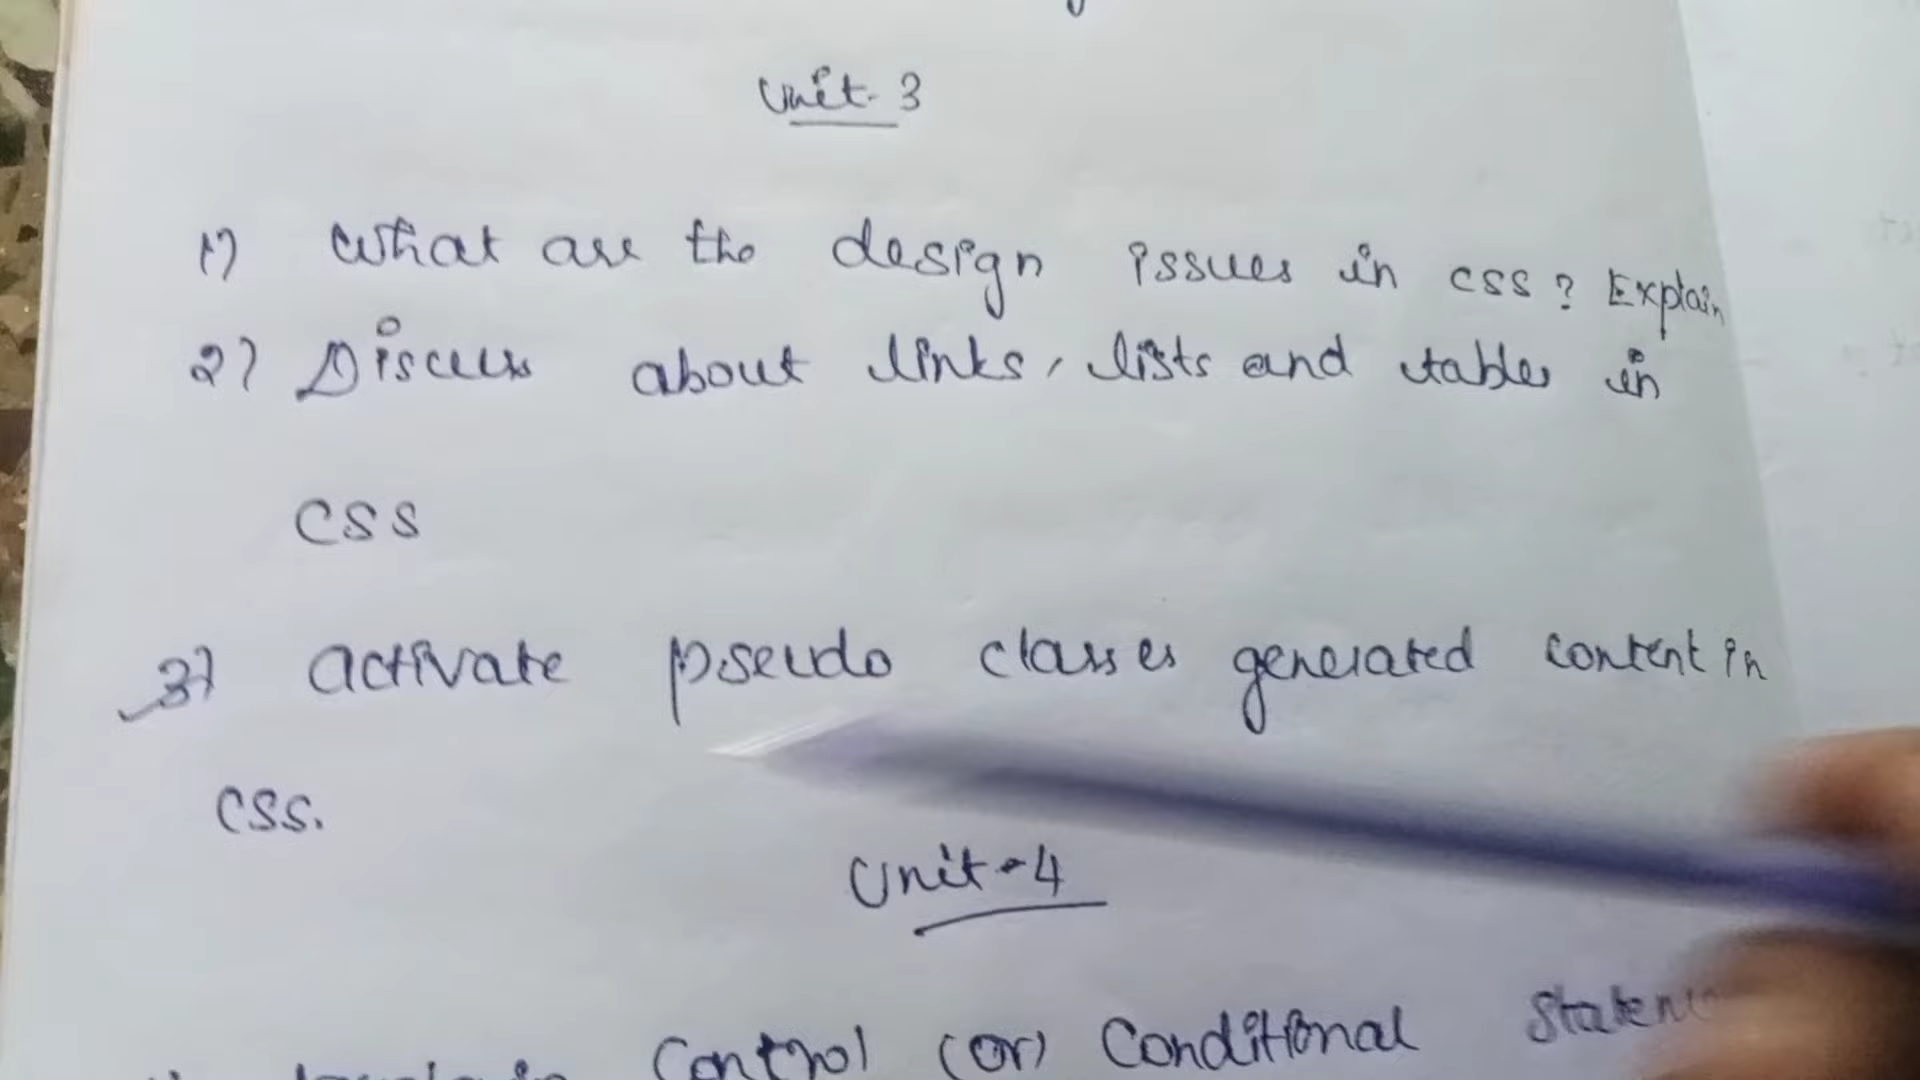 Unit-3
1) What are the design issues in css? Explain
2) Discuss about links, lists and tables in
CSS
3) activate pseudo classes generated content in
CSS.
Unit-4
Control (or) Conditional